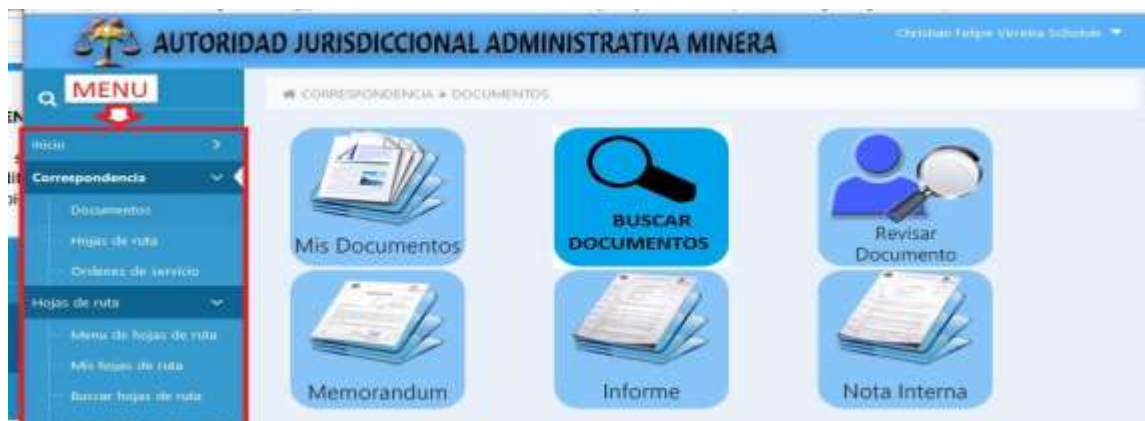 AUTORIDAD JURISDICCIONAL ADMINISTRATIVA MINERA
MENU
CORRESPONDENCIA DOCUMENTOS
Inicio
Correspondencia
Documentos
Hojas de ruta
Ordenes de servicio
Hojas de ruta
Menu de hojas de ruta
Mis hojas de ruta
Buscar hojas de ruta
Mis Documentos
BUSCAR
DOCUMENTOS
Revisar
Documento
Memorandum
Informe
Nota Interna